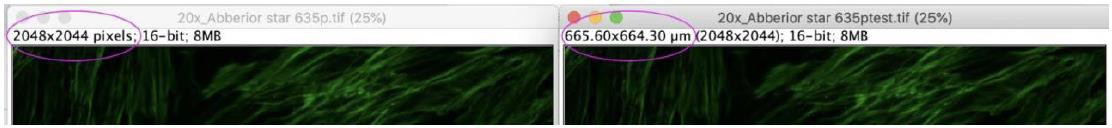 20x_Abberior star 635p.tif (25%)
2048x2044 pixels; 16-bit; 8MB
20x_Abberior star 635ptest.tif (25%)
665.60x664.30 µm (2048x2044); 16-bit; 8MB